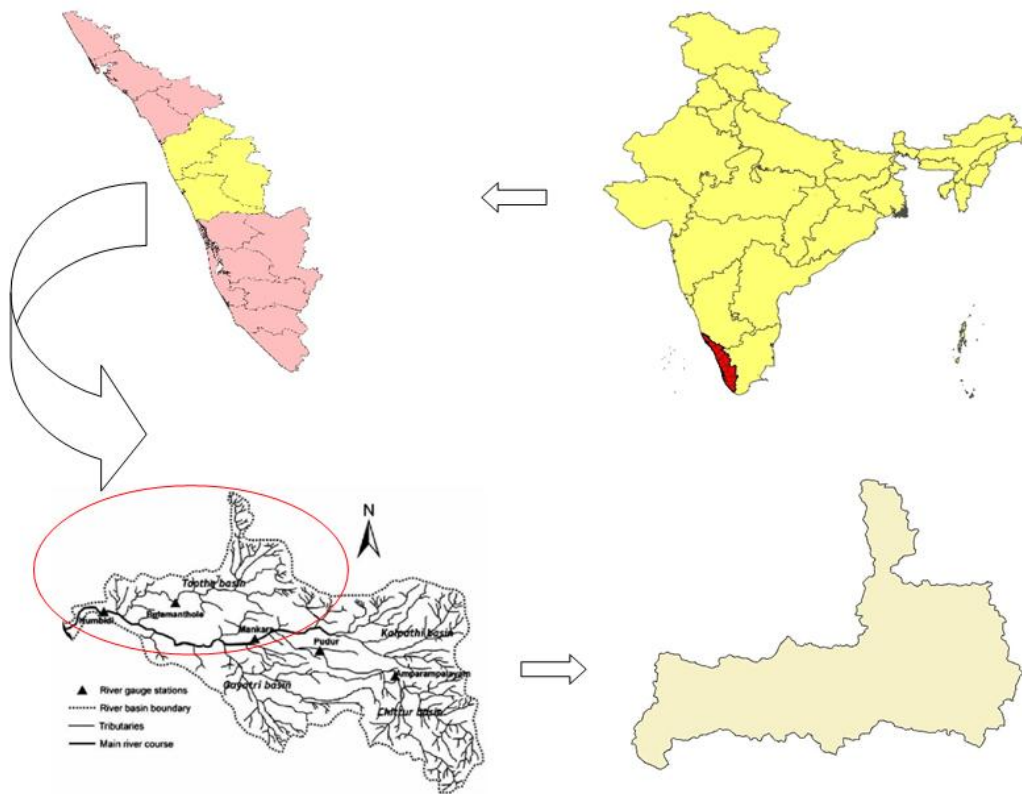 N
Toothe basin
Kumbidi
Pulamanthole
Mankara
Kalpathi basin
Pudur
Amparampalayam
Gayatri basin
Chittur basin
River gauge stations
River basin boundary
Tributaries
Main river course